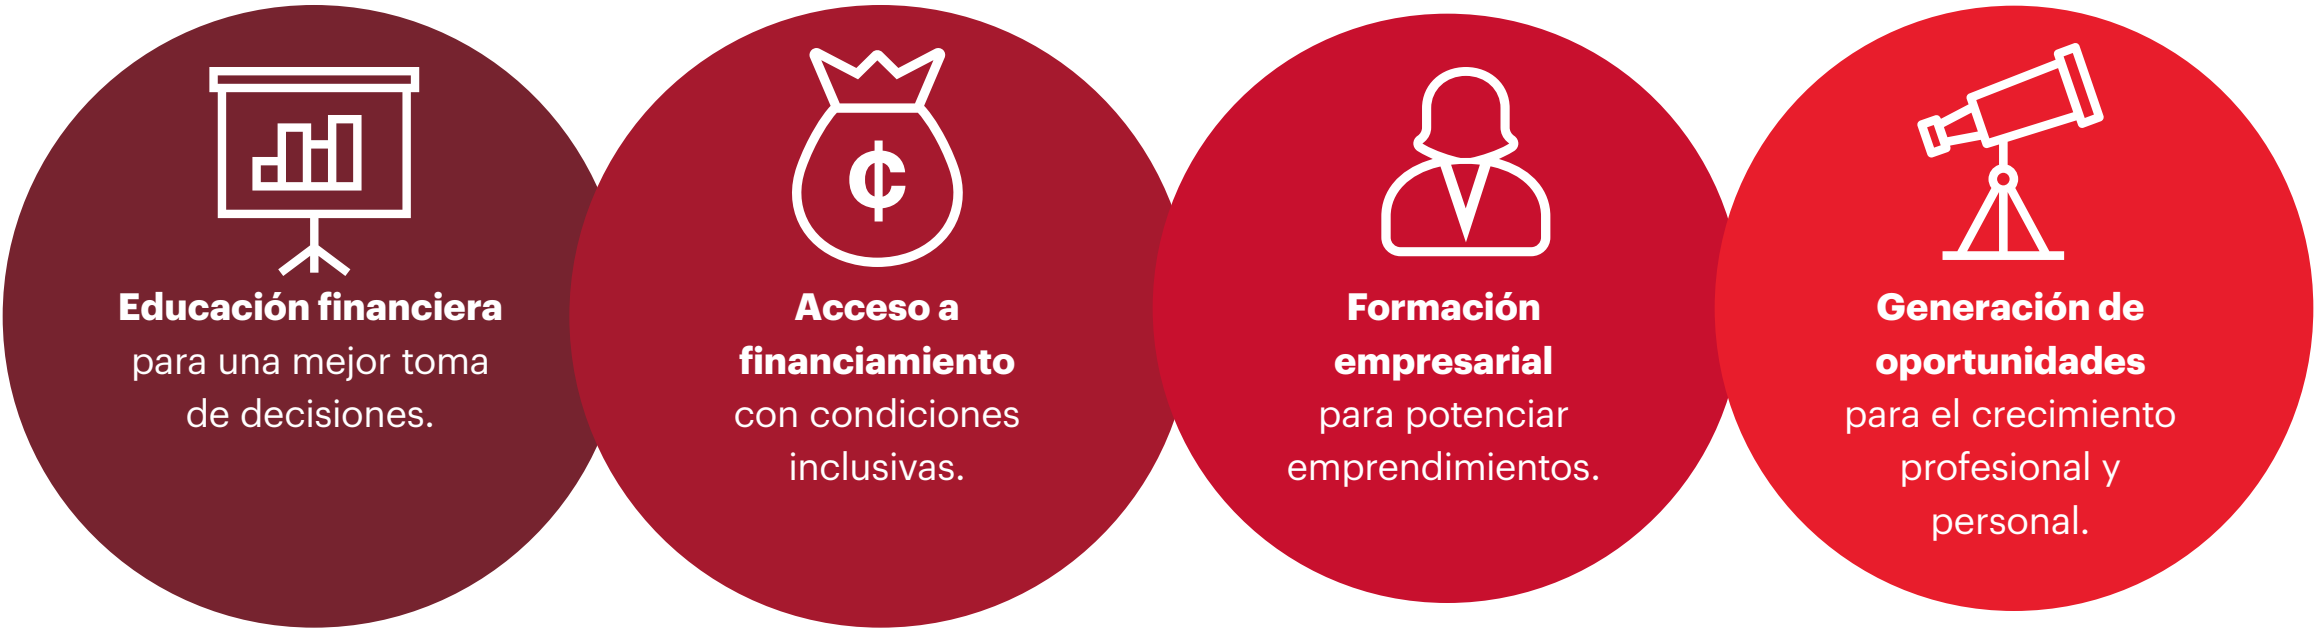 Educación financiera
para una mejor toma
de decisiones.
₵
Acceso a
financiamiento
con condiciones
inclusivas.
Formación
empresarial
para potenciar
emprendimientos.
Generación de
oportunidades
para el crecimiento
profesional y
personal.